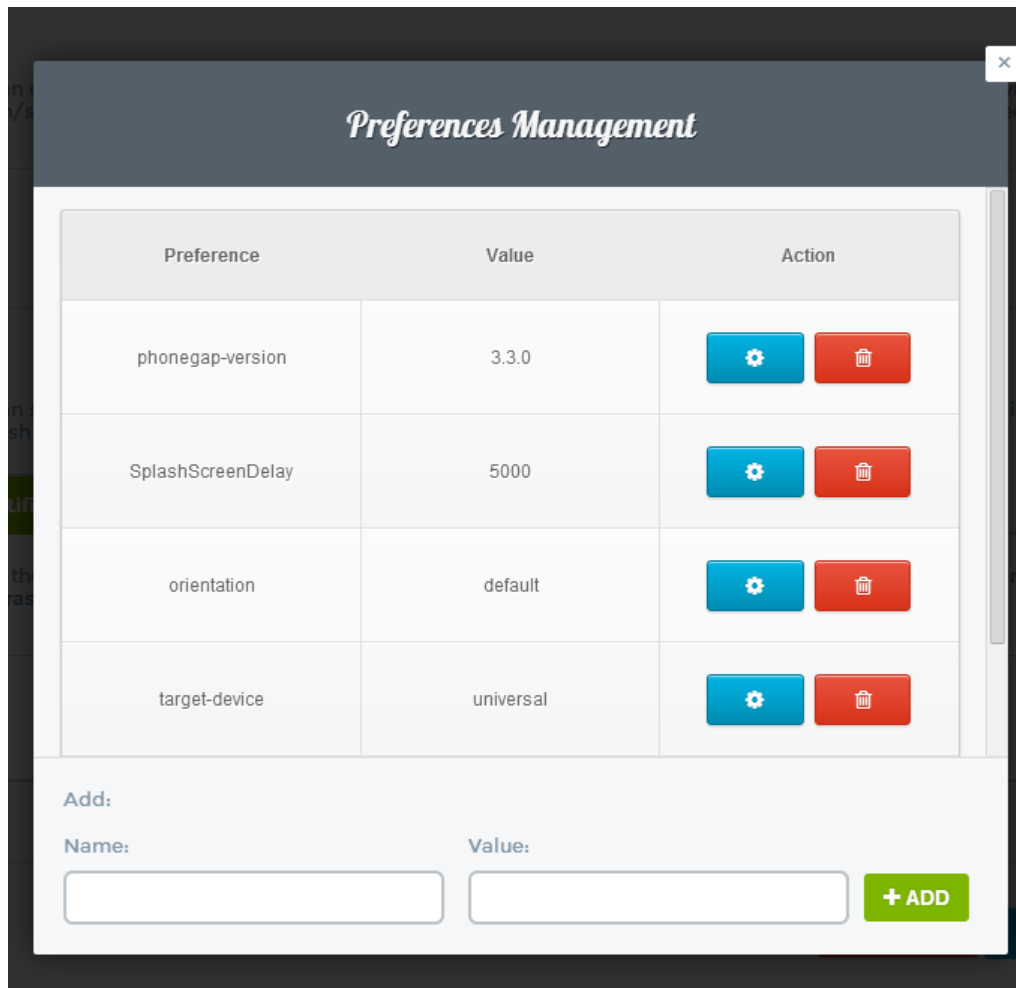 ×
Preferences Management
Preference Value Action
phonegap-version 3.3.0
SplashScreenDelay 5000
orientation default
target-device universal
Add:
Name: Value:
+ ADD